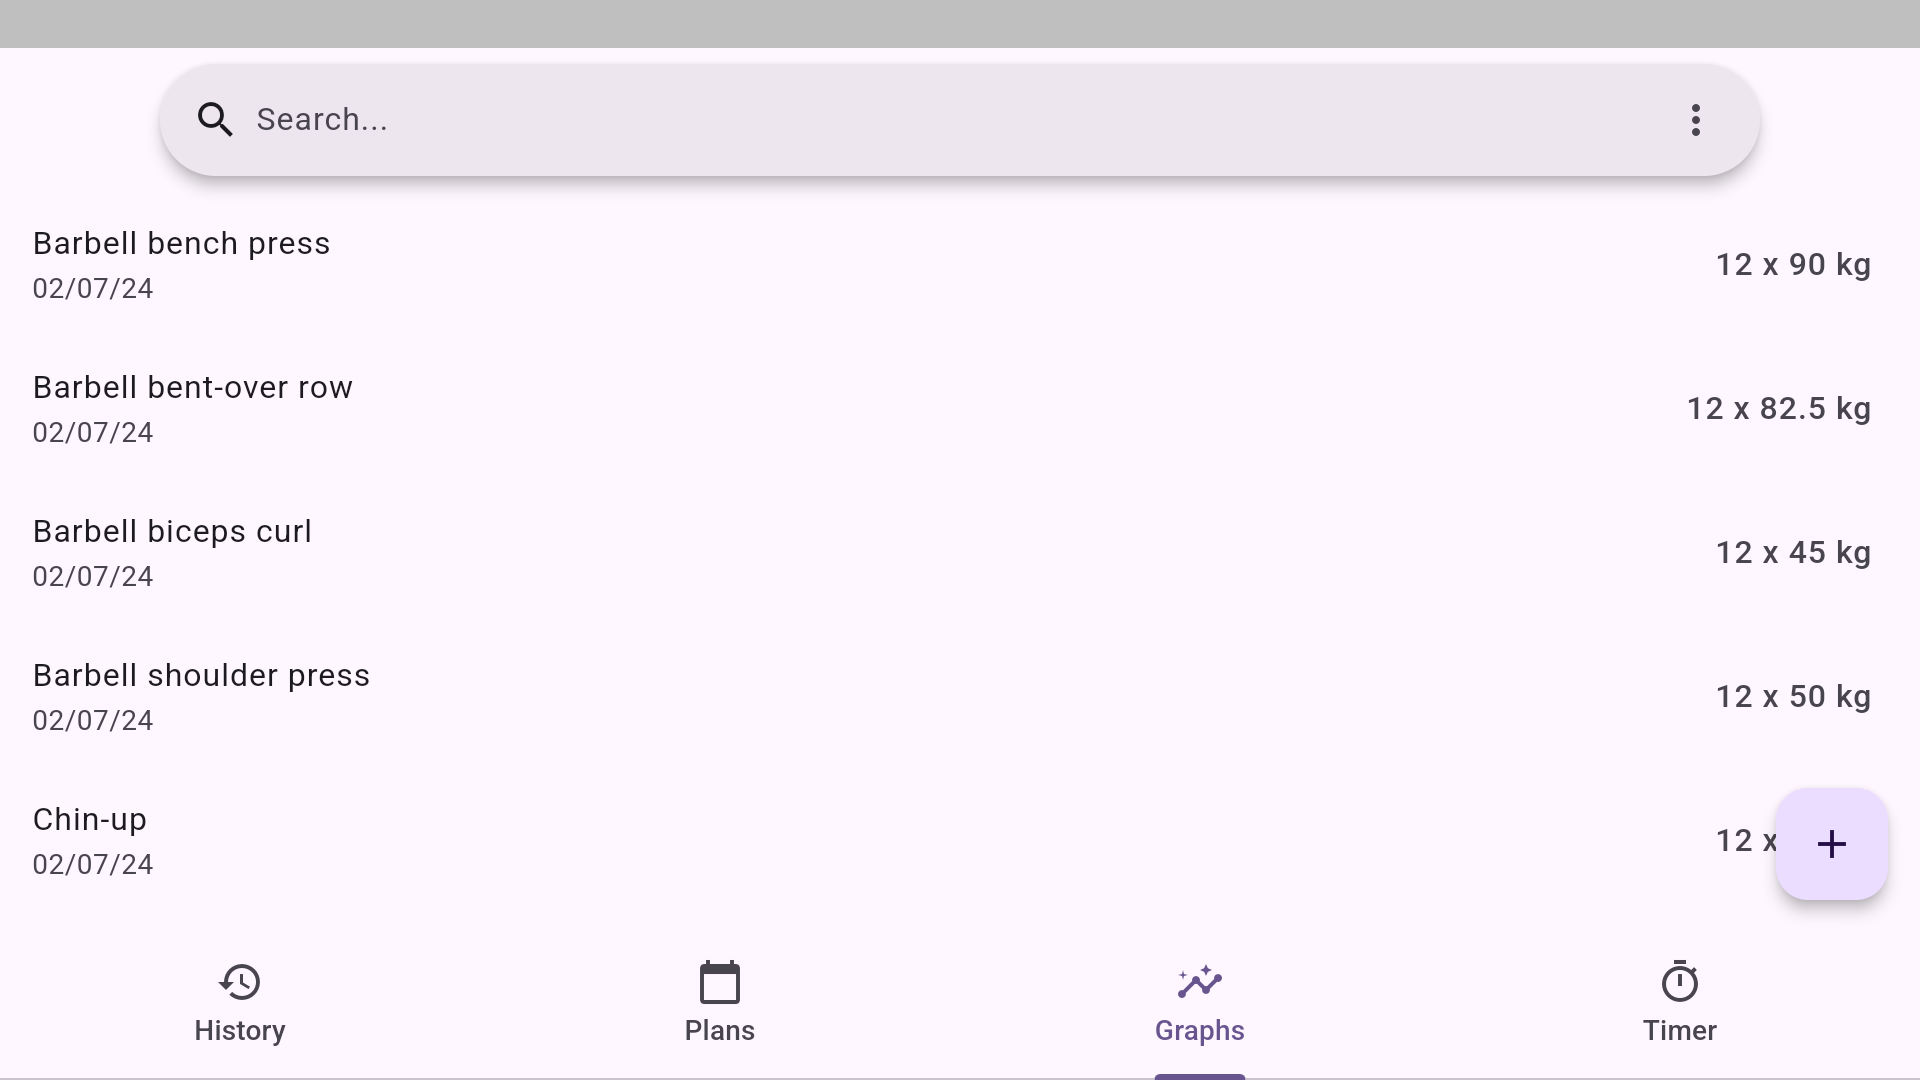 Search...
Barbell bench press
02/07/24
12 x 90 kg
Barbell bent-over row
02/07/24
12 x 82.5 kg
Barbell biceps curl
02/07/24
12 x 45 kg
Barbell shoulder press
02/07/24
12 x 50 kg
Chin-up
02/07/24
12 x
History
Plans
Graphs
Timer